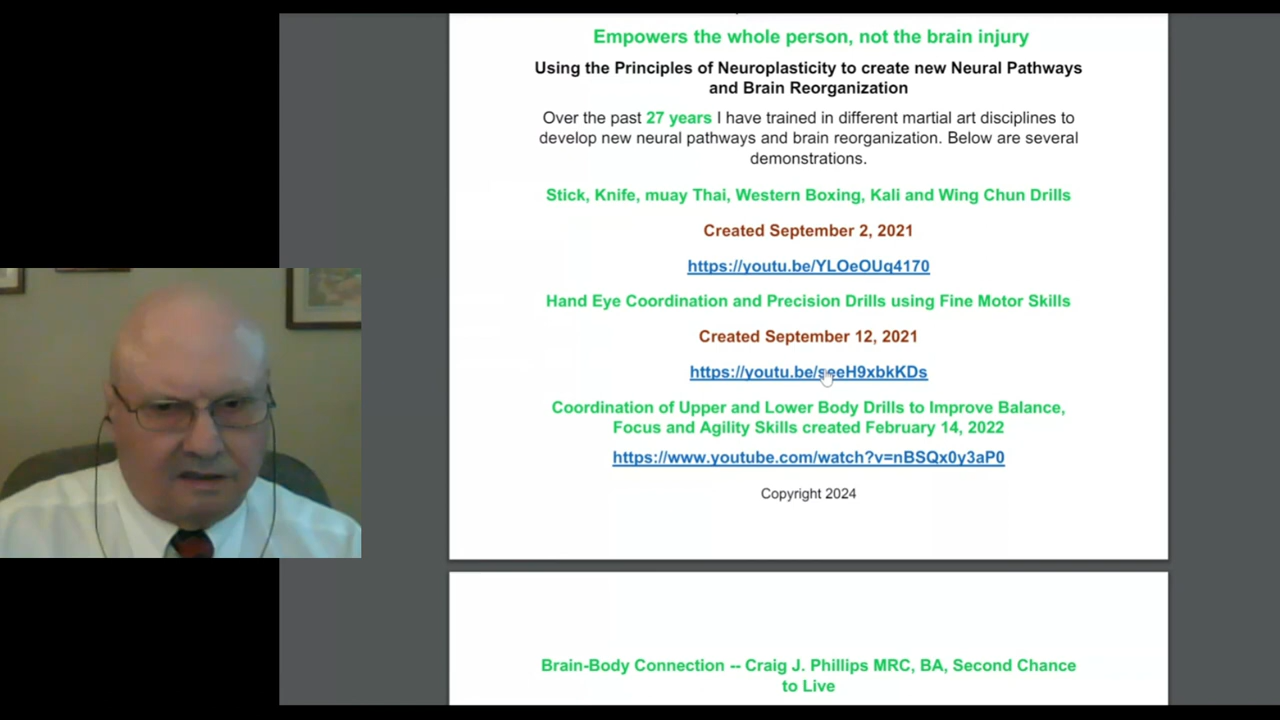 Empowers the whole person, not the brain injury
Using the Principles of Neuroplasticity to create new Neural Pathways
and Brain Reorganization
Over the past 27 years I have trained in different martial art disciplines to
develop new neural pathways and brain reorganization. Below are several
demonstrations.
Stick, Knife, muay Thai, Western Boxing, Kali and Wing Chun Drills
Created September 2, 2021
https://youtu.be/YLOeOUq4170
Hand Eye Coordination and Precision Drills using Fine Motor Skills
Created September 12, 2021
https://youtu.be/seeH9xbkKDs
Coordination of Upper and Lower Body Drills to Improve Balance,
Focus and Agility Skills created February 14, 2022
https://www.youtube.com/watch?v=nBSQx0y3aP0
Copyright 2024
Brain-Body Connection -- Craig J. Phillips MRC, BA, Second Chance
to Live